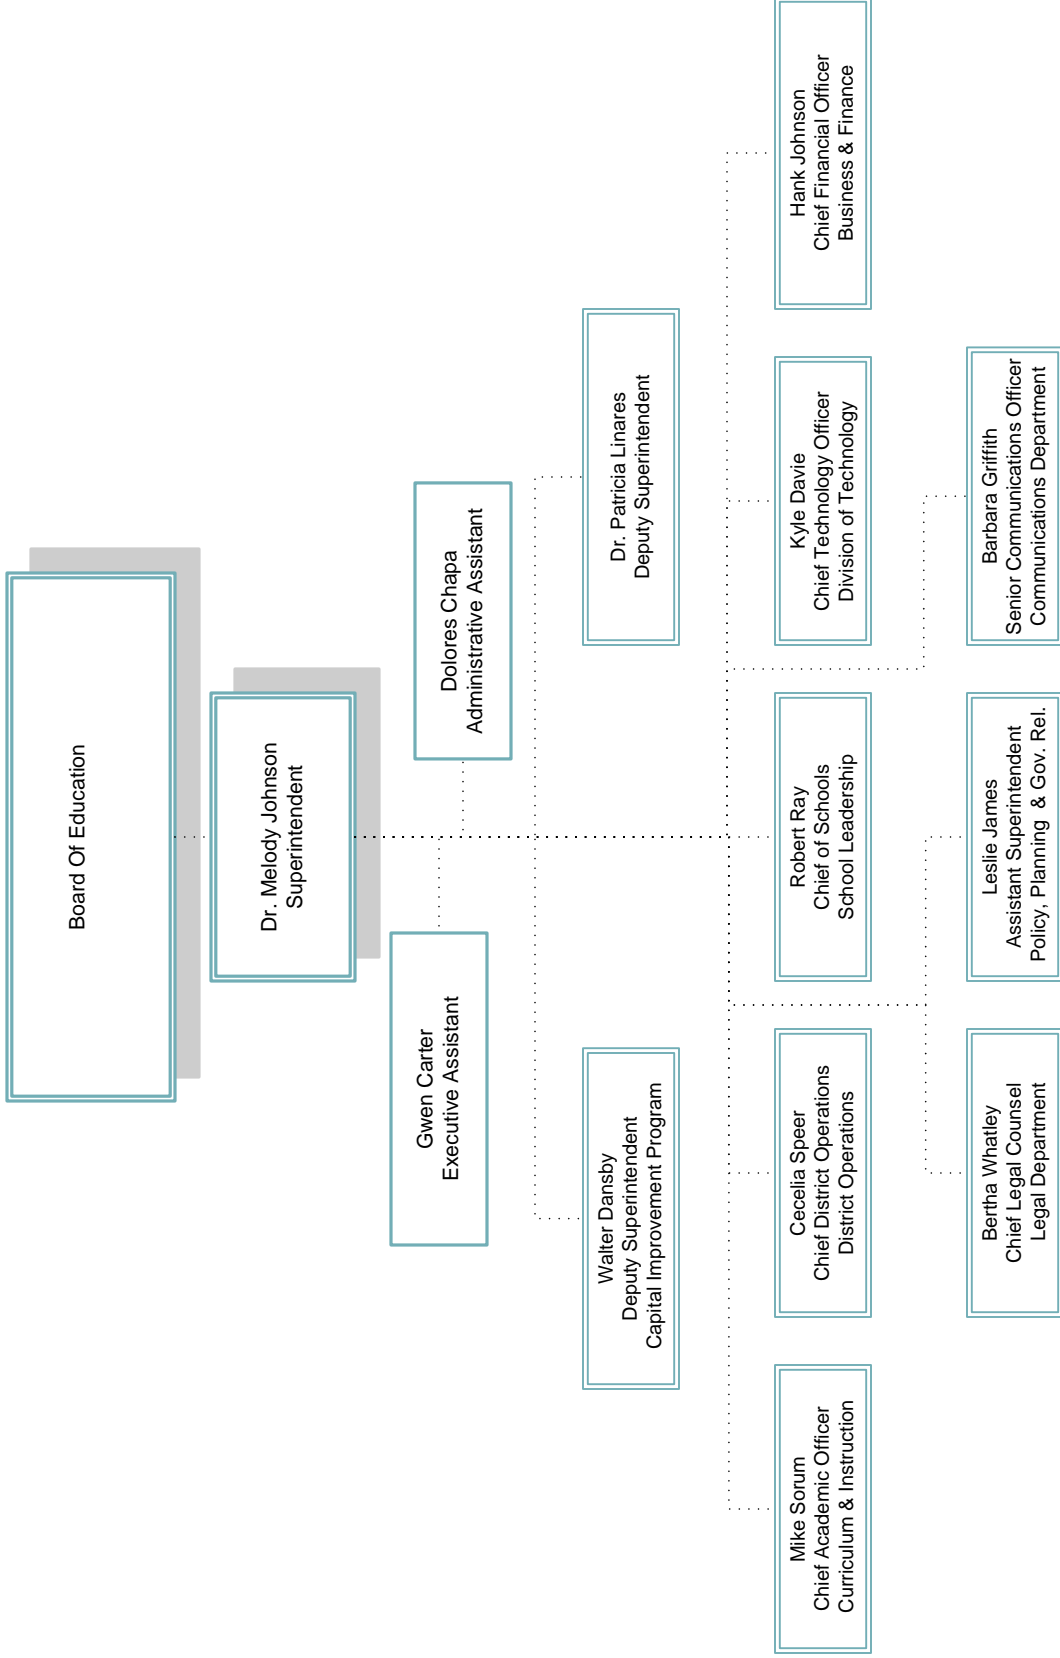 Board Of Education
Dr. Melody Johnson
Superintendent
Gwen Carter
Executive Assistant
Dolores Chapa
Administrative Assistant
Walter Dansby
Deputy Superintendent
Capital Improvement Program
Dr. Patricia Linares
Deputy Superintendent
Mike Sorum
Chief Academic Officer
Curriculum & Instruction
Cecelia Speer
Chief District Operations
District Operations
Robert Ray
Chief of Schools
School Leadership
Kyle Davie
Chief Technology Officer
Division of Technology
Hank Johnson
Chief Financial Officer
Business & Finance
Bertha Whatley
Chief Legal Counsel
Legal Department
Leslie James
Assistant Superintendent
Policy, Planning & Gov. Rel.
Barbara Griffith
Senior Communications Officer
Communications Department